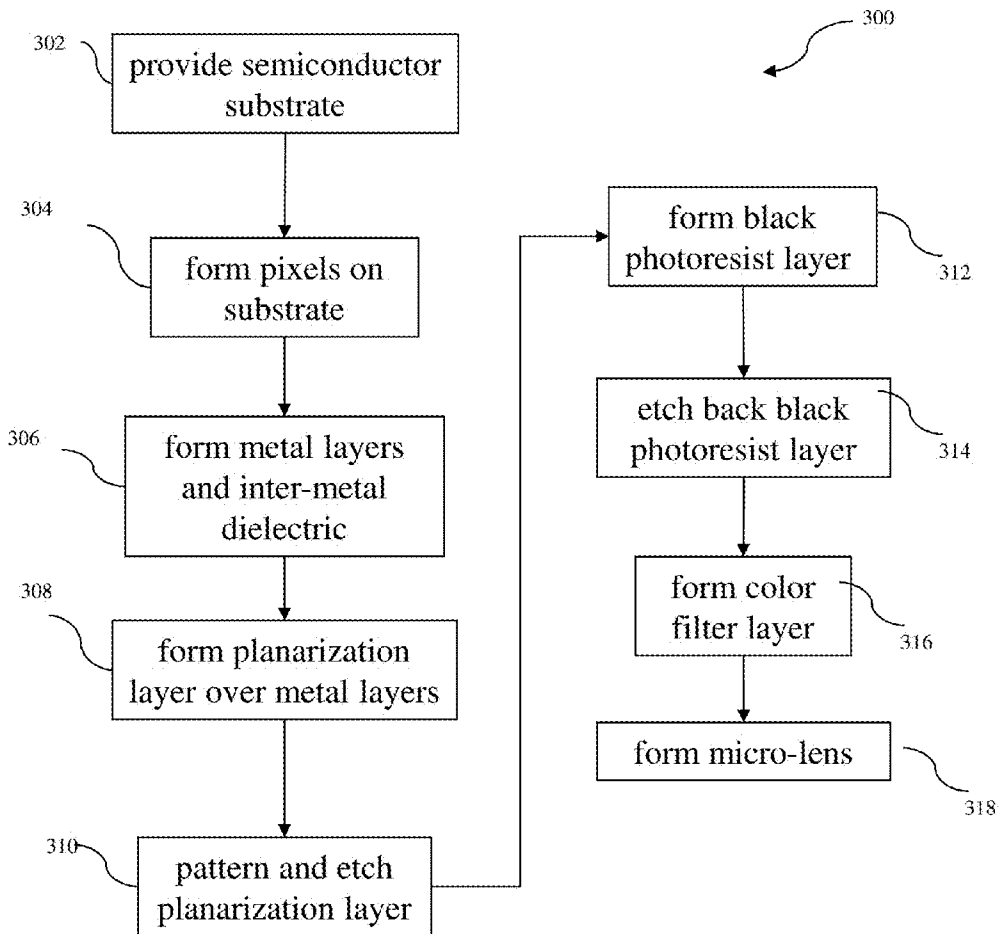 300
302
provide semiconductor
substrate
304
form pixels on
substrate
306
form metal layers
and inter-metal
dielectric
308
form planarization
layer over metal layers
310
pattern and etch
planarization layer
form black
photoresist layer
312
etch back black
photoresist layer
314
form color
filter layer
316
form micro-lens
318